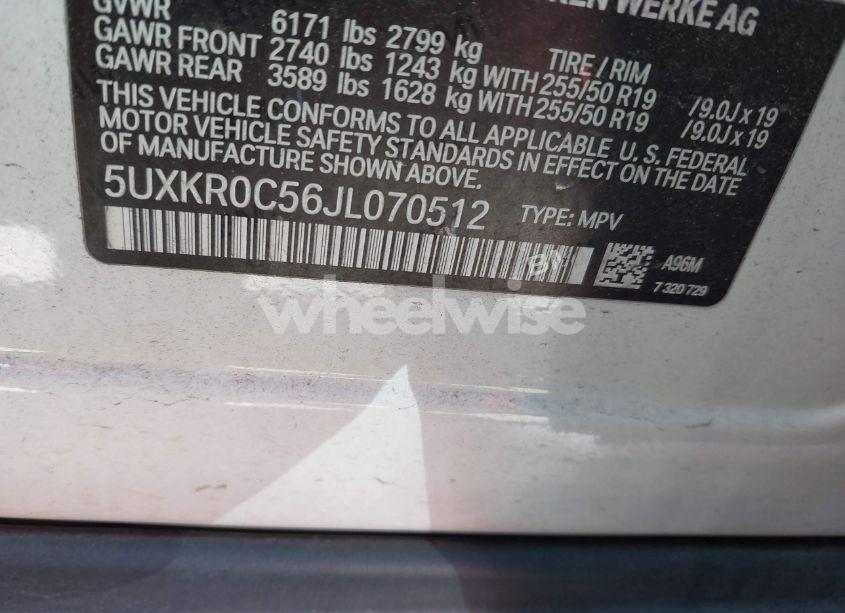 REN WERKE AG
GVWR 6171 lbs 2799 kg
GAWR FRONT 2740 lbs 1243 kg WITH 255/50 R19 /9.0J x 19
GAWR REAR 3589 lbs 1628 kg WITH 255/50 R19 /9.0J x 19
TIRE / RIM
THIS VEHICLE CONFORMS TO ALL APPLICABLE U. S. FEDERAL
MOTOR VEHICLE SAFETY STANDARDS IN EFFECT ON THE DATE
OF MANUFACTURE SHOWN ABOVE.
5UXKR0C56JL070512 TYPE: MPV
A96M
7 320 729
wheelwise